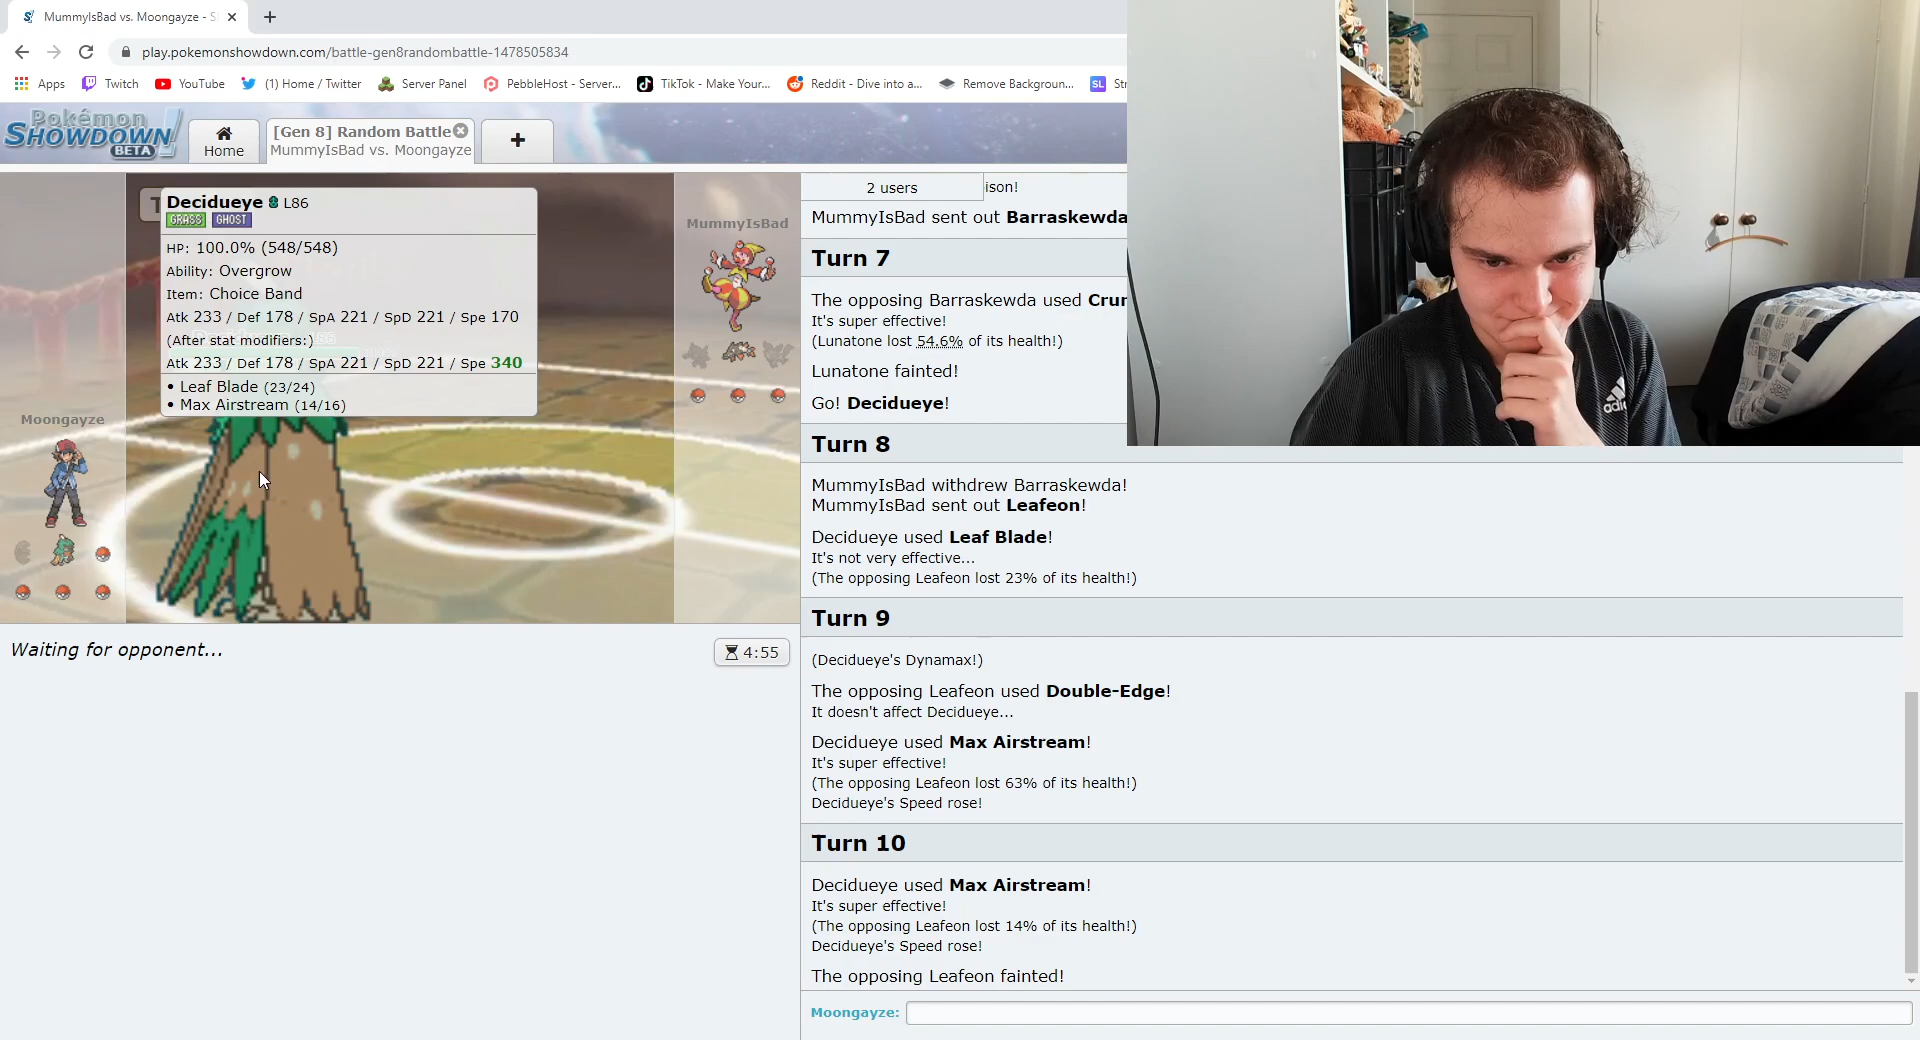 MummyIsBad vs. Moongayze - S
play.pokemonshowdown.com/battle-gen8randombattle-1478505834
Apps
Twitch
YouTube
(1) Home / Twitter
Server Panel
PebbleHost - Server...
TikTok - Make Your...
Reddit - Dive into a...
Remove Backgroun...
SL
Str
Pokémon
SHOWDOWN!
BETA
Home
[Gen 8] Random Battle
MummyIsBad vs. Moongayze
+
T
Decidueye L86
GRASS GHOST
HP: 100.0% (548/548)
Ability: Overgrow
Item: Choice Band
Atk 233 / Def 178 / SpA 221 / SpD 221 / Spe 170
(After stat modifiers:)
Atk 233 / Def 178 / SpA 221 / SpD 221 / Spe 340
• Leaf Blade (23/24)
• Max Airstream (14/16)
MummyIsBad
Moongayze
Waiting for opponent...
4:55
2 users
ison!
MummyIsBad sent out Barraskewda
Turn 7
The opposing Barraskewda used Crun
It's super effective!
(Lunatone lost 54.6% of its health!)
Lunatone fainted!
Go! Decidueye!
Turn 8
MummyIsBad withdrew Barraskewda!
MummyIsBad sent out Leafeon!
Decidueye used Leaf Blade!
It's not very effective...
(The opposing Leafeon lost 23% of its health!)
Turn 9
(Decidueye's Dynamax!)
The opposing Leafeon used Double-Edge!
It doesn't affect Decidueye...
Decidueye used Max Airstream!
It's super effective!
(The opposing Leafeon lost 63% of its health!)
Decidueye's Speed rose!
Turn 10
Decidueye used Max Airstream!
It's super effective!
(The opposing Leafeon lost 14% of its health!)
Decidueye's Speed rose!
The opposing Leafeon fainted!
Moongayze:
adi